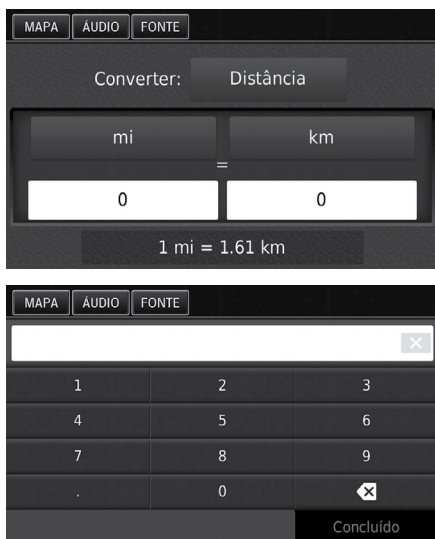 MAPA ÁUDIO FONTE
Converter: Distância
mi km
=
0 0
1 mi = 1.61 km
MAPA ÁUDIO FONTE
1 2 3
4 5 6
7 8 9
. 0
Concluído